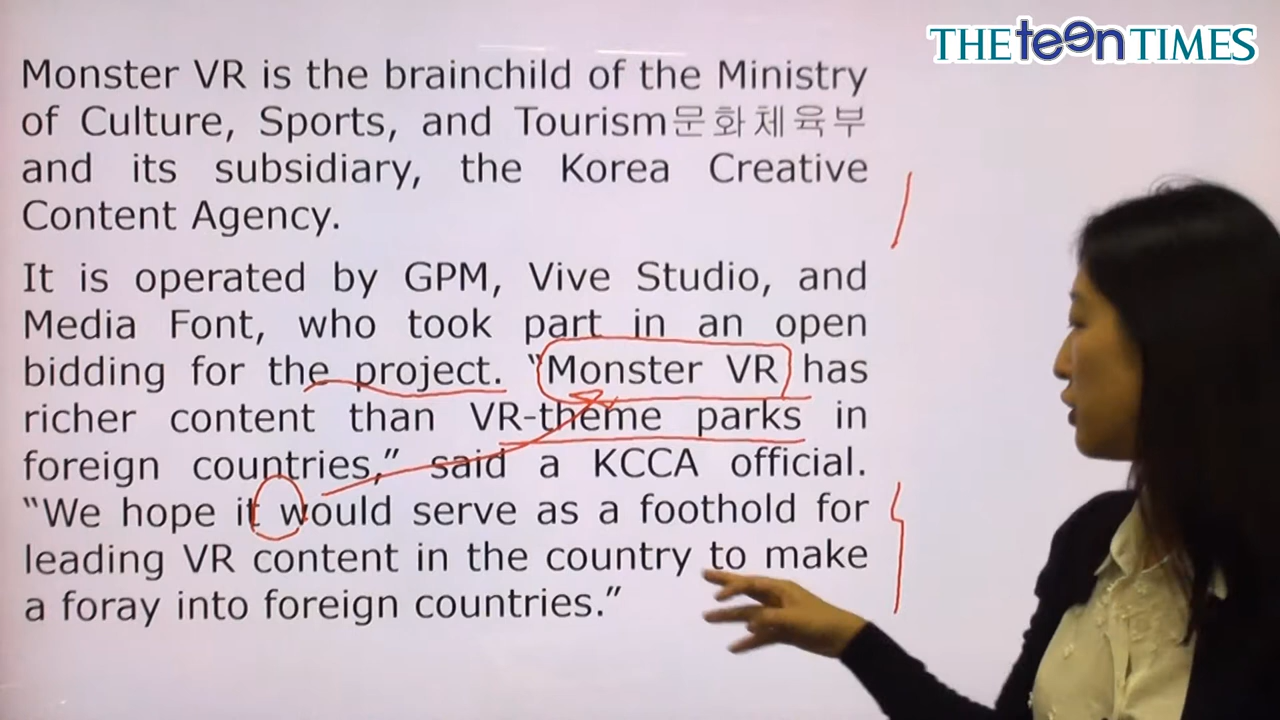 THE teen TIMES
Monster VR is the brainchild of the Ministry
of Culture, Sports, and Tourism문화체육부
and its subsidiary, the Korea Creative
Content Agency.
It is operated by GPM, Vive Studio, and
Media Font, who took part in an open
bidding for the project. “Monster VR has
richer content than VR-theme parks in
foreign countries,” said a KCCA official.
“We hope it would serve as a foothold for
leading VR content in the country to make
a foray into foreign countries.”